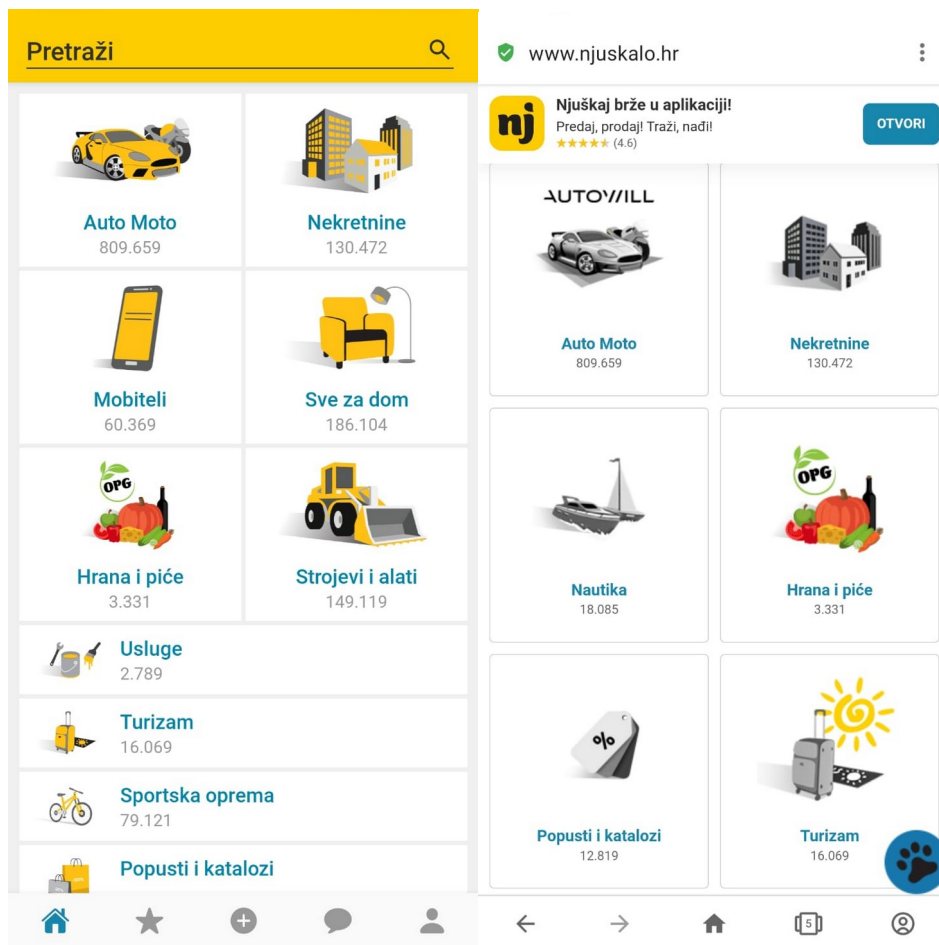 Pretraži
Auto Moto
809.659
Nekretnine
130.472
Mobiteli
60.369
Sve za dom
186.104
OPG
Hrana i piće
3.331
Strojevi i alati
149.119
Usluge
2.789
Turizam
16.069
Sportska oprema
79.121
Popusti i katalozi
www.njuskalo.hr
nj
Njuškaj brže u aplikaciji!
Predaj, prodaj! Traži, nađi!
(4.6)
OTVORI
AUTOWILL
Auto Moto
809.659
Nekretnine
130.472
Nautika
18.085
OPG
Hrana i piće
3.331
%
Popusti i katalozi
12.819
Turizam
16.069
5